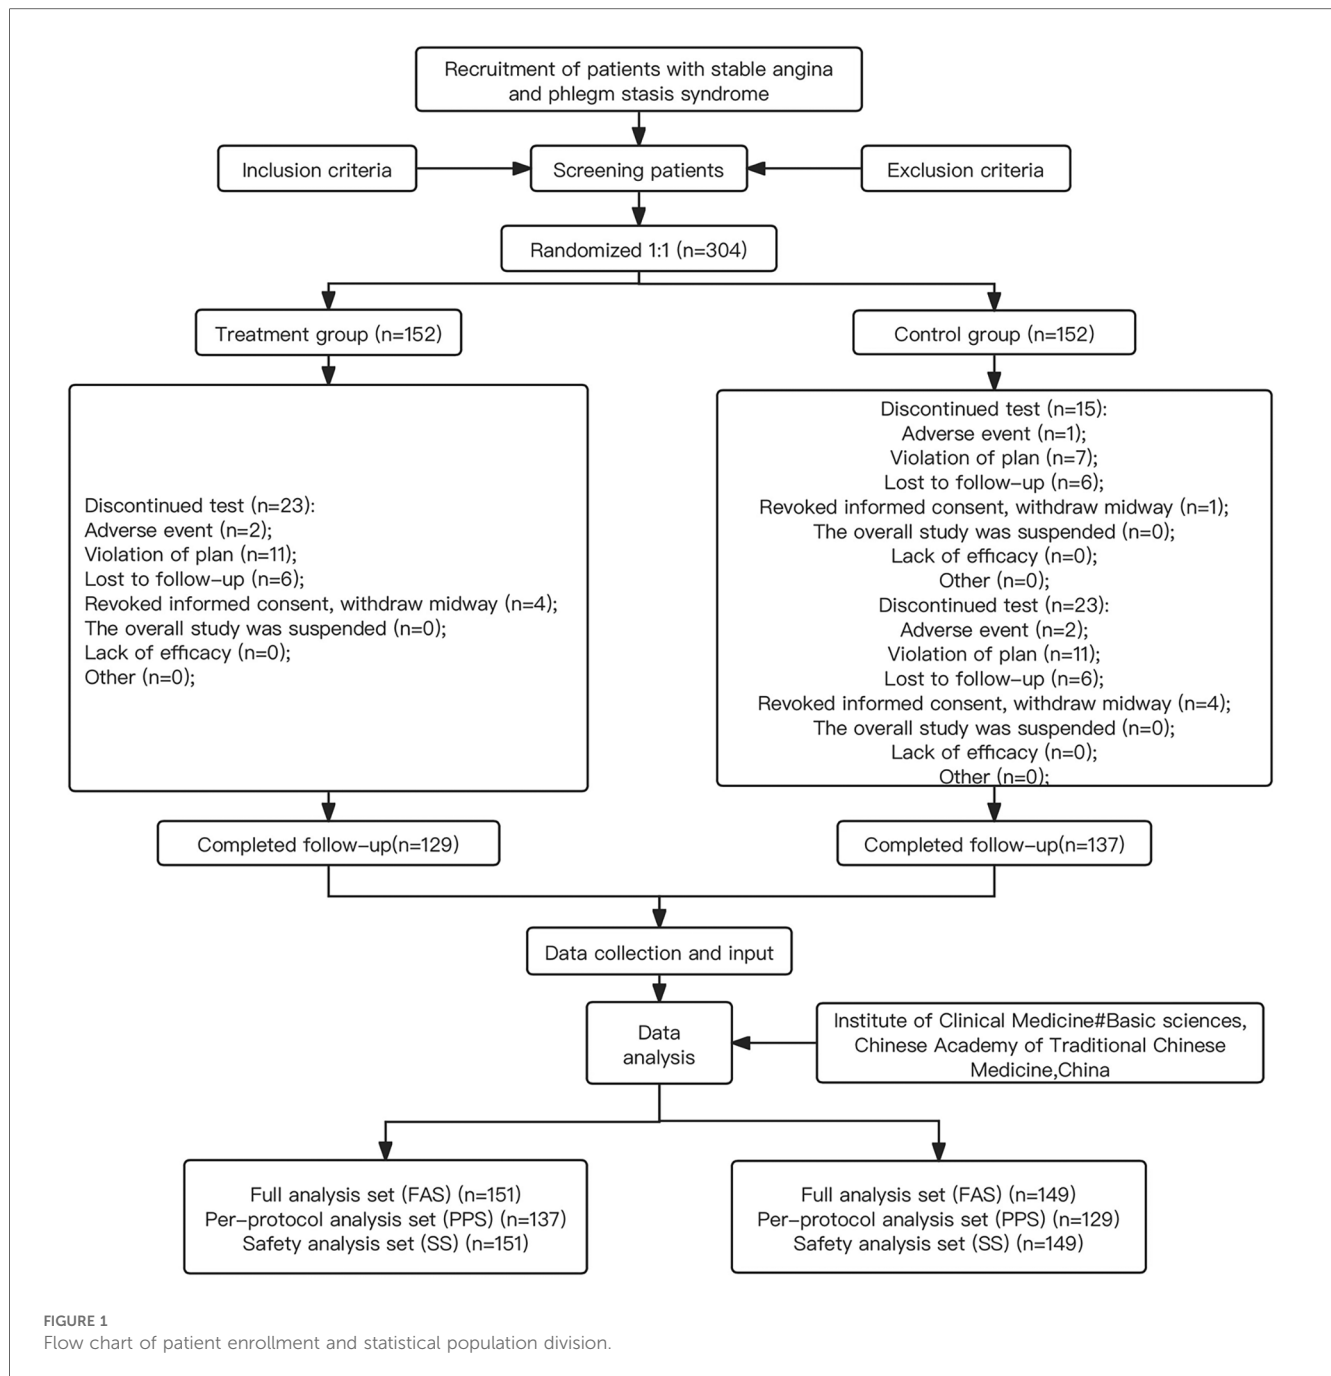 Recruitment of patients with stable angina
and phlegm stasis syndrome
Inclusion criteria
Screening patients
Exclusion criteria
Randomized 1:1 (n=304)
Treatment group (n=152)
Control group (n=152)
Discontinued test (n=23):
Adverse event (n=2);
Violation of plan (n=11);
Lost to follow-up (n=6);
Revoked informed consent, withdraw midway (n=4);
The overall study was suspended (n=0);
Lack of efficacy (n=0);
Other (n=0);
Discontinued test (n=15):
Adverse event (n=1);
Violation of plan (n=7);
Lost to follow-up (n=6);
Revoked informed consent, withdraw midway (n=1);
The overall study was suspended (n=0);
Lack of efficacy (n=0);
Other (n=0);
Discontinued test (n=23):
Adverse event (n=2);
Violation of plan (n=11);
Lost to follow-up (n=6);
Revoked informed consent, withdraw midway (n=4);
The overall study was suspended (n=0);
Lack of efficacy (n=0);
Other (n=0);
Completed follow-up(n=129)
Completed follow-up(n=137)
Data collection and input
Data
analysis
Institute of Clinical Medicine#Basic sciences,
Chinese Academy of Traditional Chinese
Medicine,China
Full analysis set (FAS) (n=151)
Per-protocol analysis set (PPS) (n=137)
Safety analysis set (SS) (n=151)
Full analysis set (FAS) (n=149)
Per-protocol analysis set (PPS) (n=129)
Safety analysis set (SS) (n=149)
FIGURE 1
Flow chart of patient enrollment and statistical population division.